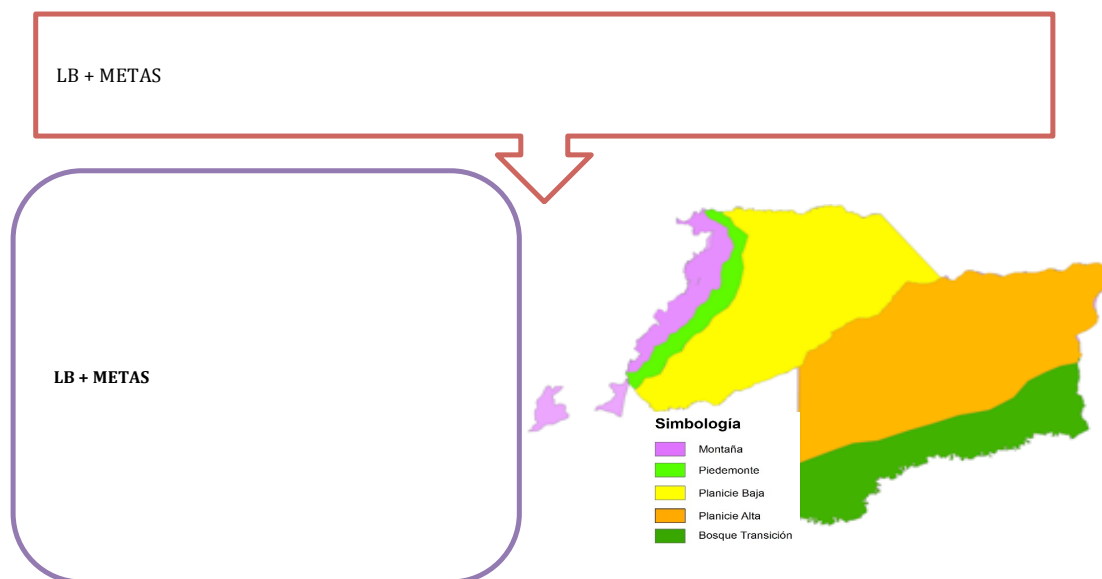 LB + METAS
LB + METAS
Simbología
Montaña
Piedemonte
Planicie Baja
Planicie Alta
Bosque Transición